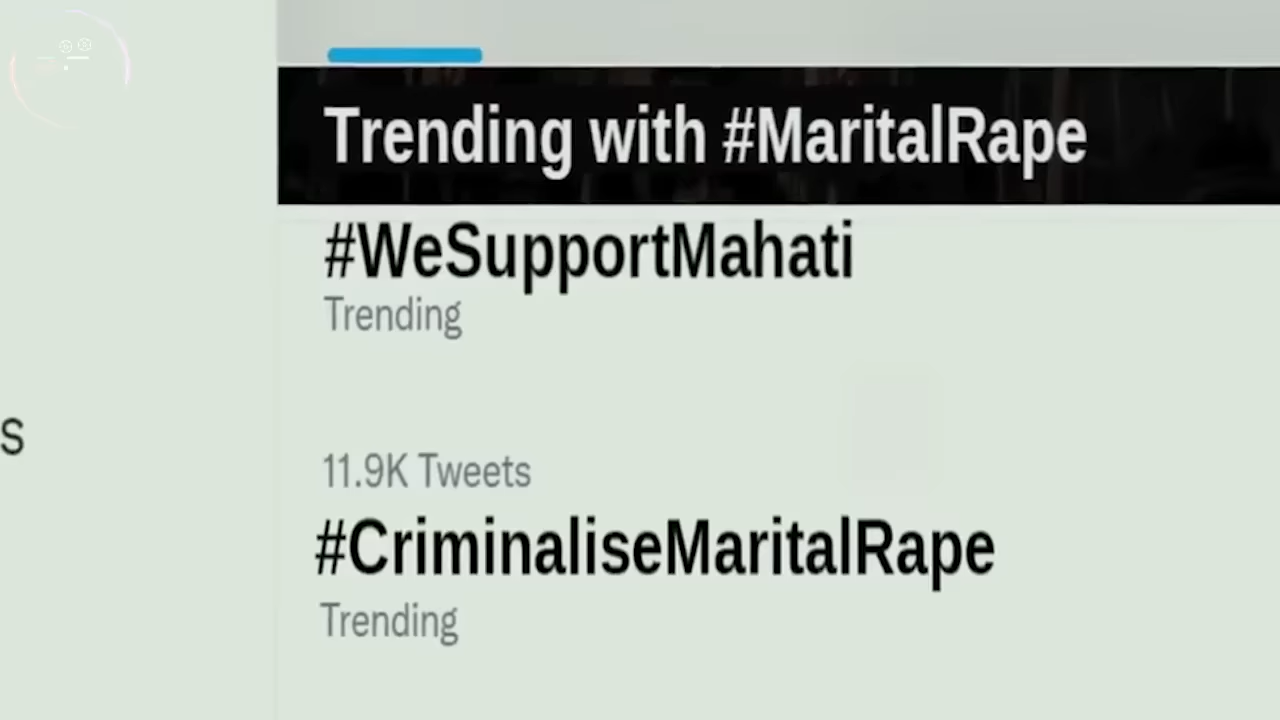 Trending with #MaritalRape
#WeSupportMahati
Trending
s
11.9K Tweets
#CriminaliseMaritalRape
Trending